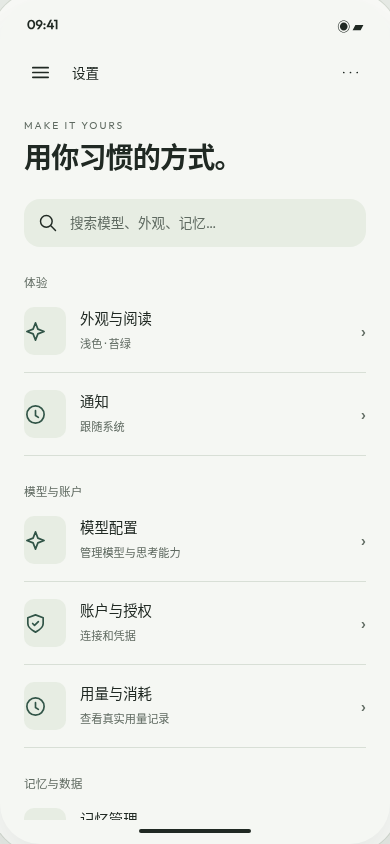 09:41
设置
···
MAKE IT YOURS
用你习惯的方式。
搜索模型、外观、记忆...
体验
外观与阅读
浅色·苔绿
通知
跟随系统
模型与账户
模型配置
管理模型与思考能力
账户与授权
连接和凭据
用量与消耗
查看真实用量记录
记忆与数据
记忆管理